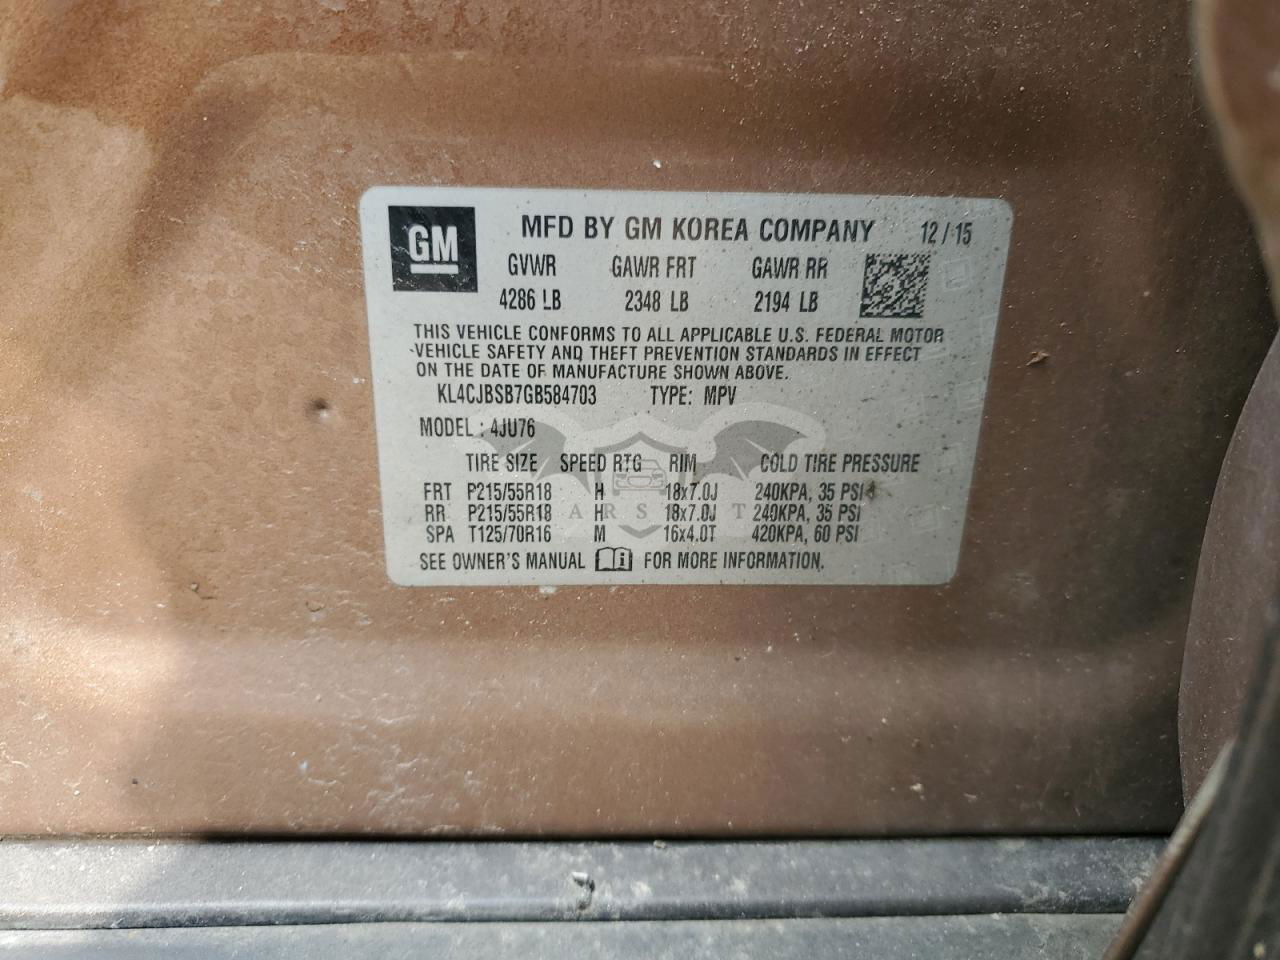 GM MFD BY GM KOREA COMPANY 12/15
GVWR GAWR FRT GAWR RR
4286 LB 2348 LB 2194 LB
THIS VEHICLE CONFORMS TO ALL APPLICABLE U.S. FEDERAL MOTOR
VEHICLE SAFETY AND THEFT PREVENTION STANDARDS IN EFFECT
ON THE DATE OF MANUFACTURE SHOWN ABOVE.
KL4CJBSB7GB584703 TYPE: MPV
MODEL : 4JU76
TIRE SIZE SPEED RTG RIM COLD TIRE PRESSURE
FRT P215/55R18 H 18x7.0J 240KPA, 35 PSI
RR P215/55R18 H 18x7.0J 240KPA, 35 PSI
SPA T125/70R16 M 16x4.0T 420KPA, 60 PSI
SEE OWNER'S MANUAL FOR MORE INFORMATION.